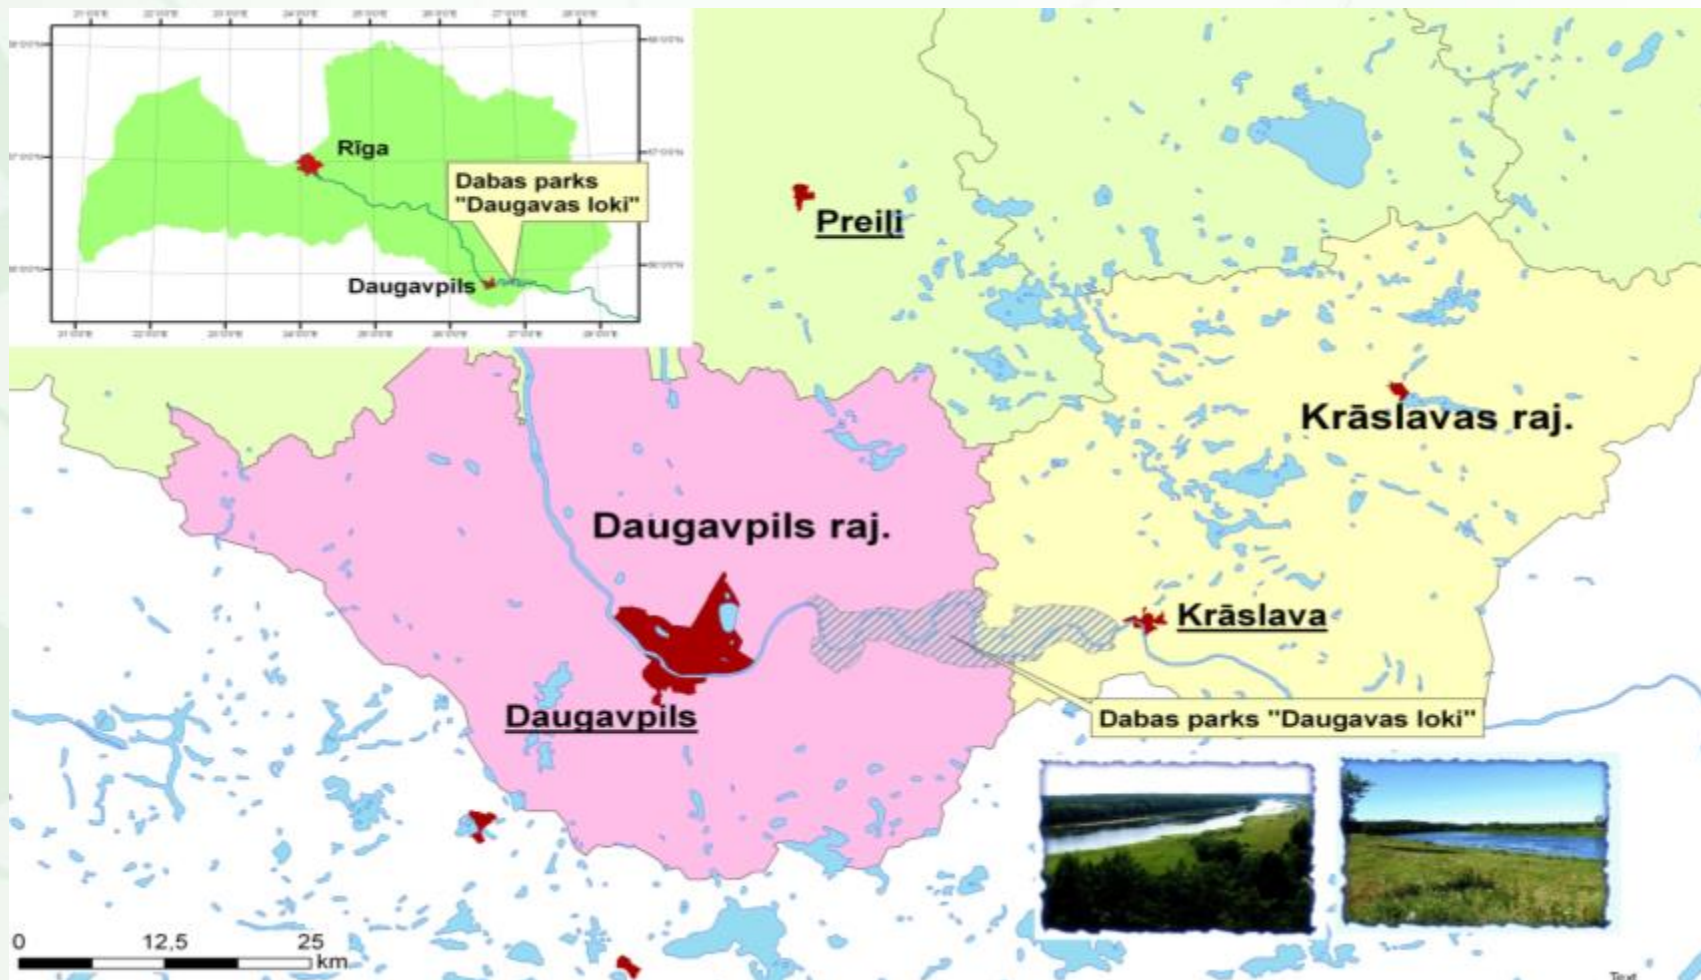 Rīga
Dabas parks
"Daugavas loki"
Daugavpils
Preiļi
Krāslavas raj.
Daugavpils raj.
Krāslava
Daugavpils
Dabas parks "Daugavas loki"
0 12,5 25
km
Text